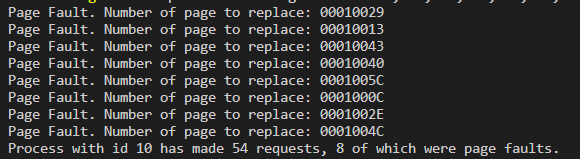 Page Fault. Number of page to replace: 00010029
Page Fault. Number of page to replace: 00010013
Page Fault. Number of page to replace: 00010043
Page Fault. Number of page to replace: 00010040
Page Fault. Number of page to replace: 0001005C
Page Fault. Number of page to replace: 0001000C
Page Fault. Number of page to replace: 0001002E
Page Fault. Number of page to replace: 0001004C
Process with id 10 has made 54 requests, 8 of which were page faults.